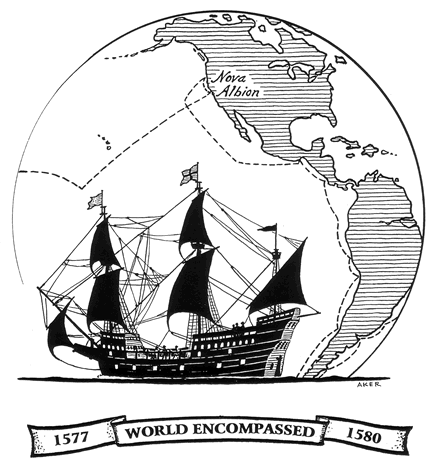 Nova
Albion
AKER
1577 WORLD ENCOMPASSED 1580